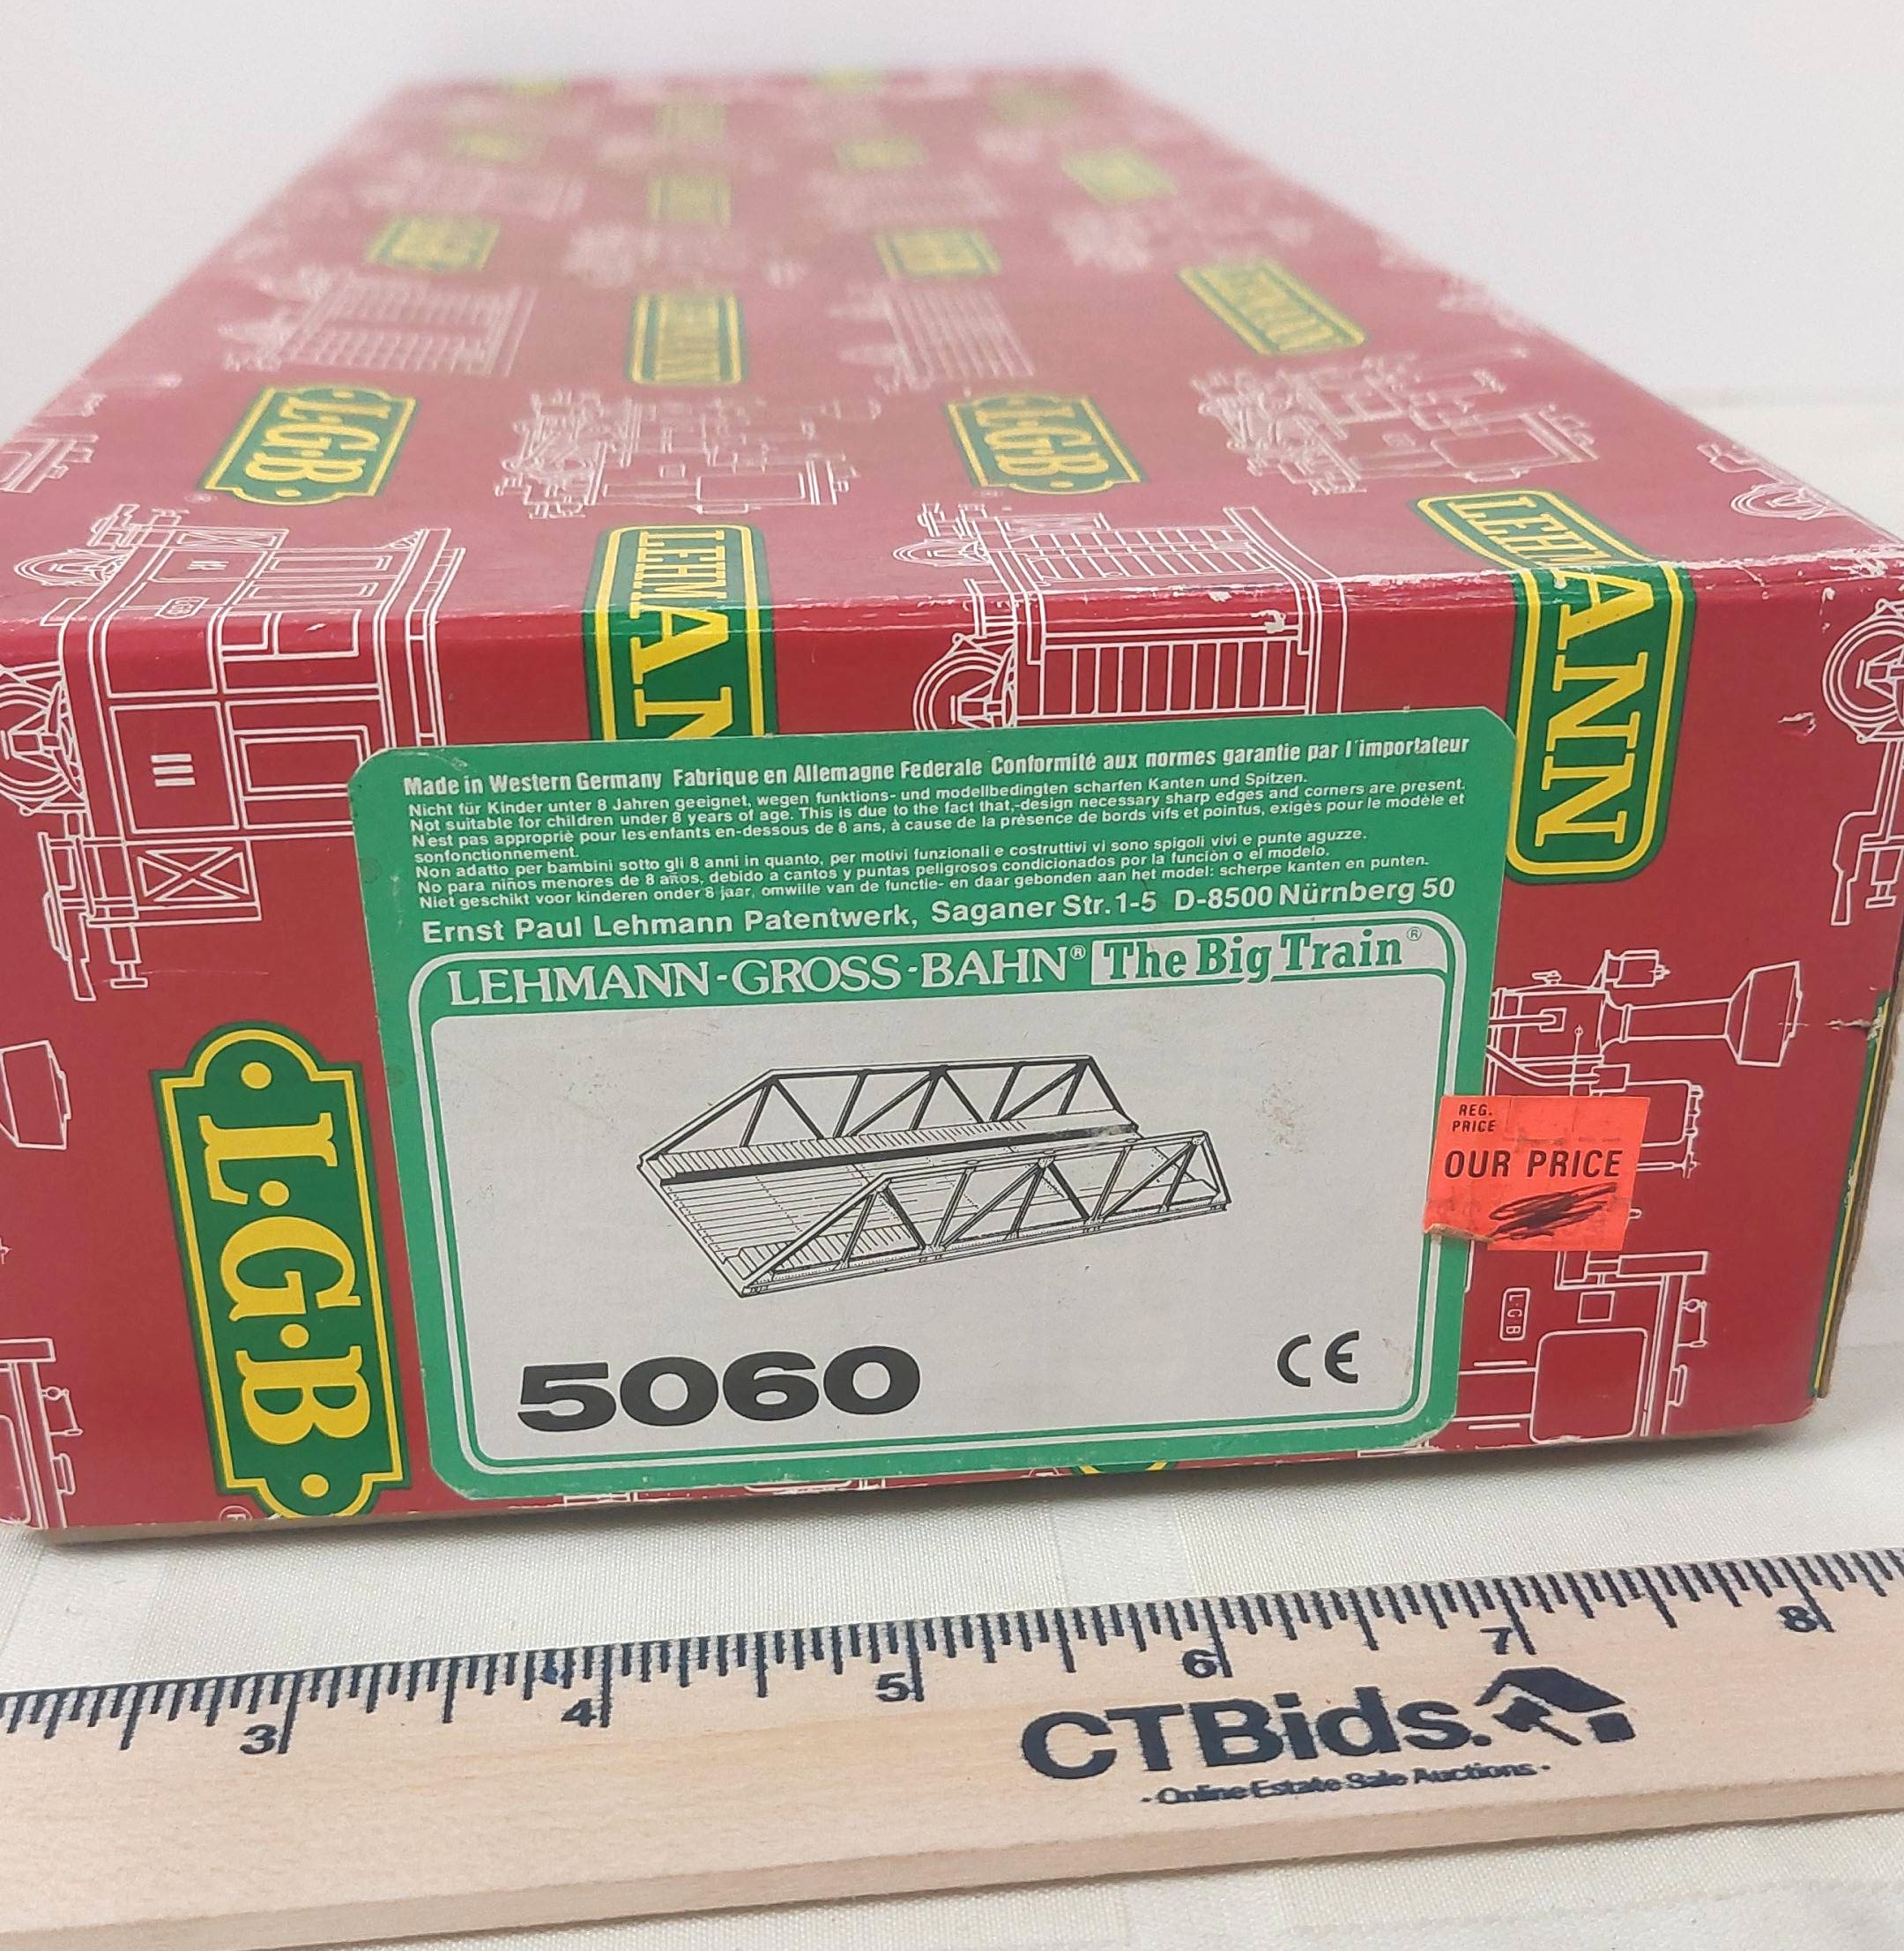 L·G·B
L·G·B
LEHMANN
LEHMANN
LEHMANN
Made in Western Germany Fabrique en Allemagne Federale Conformité aux normes garantie par l'importateur
Nicht für Kinder unter 8 Jahren geeignet, wegen funktions- und modellbedingten scharfen Kanten und Spitzen.
Not suitable for children under 8 years of age. This is due to the fact that,-design necessary sharp edges and corners are present.
N'est pas approprié pour les enfants en-dessous de 8 ans, à cause de la présence de bords vifs et pointus, exigés pour le modèle et
sonfonctionnement.
Non adatto per bambini sotto gli 8 anni in quanto, per motivi funzionali e costruttivi vi sono spigoli vivi e punte aguzze.
No para niños menores de 8 años, debido a cantos y puntas peligrosos condicionados por la función o el modelo.
Niet geschikt voor kinderen onder 8 jaar, omwille van de functie- en daar gebonden aan het model: scherpe kanten en punten.
Ernst Paul Lehmann Patentwerk, Saganer Str. 1-5 D-8500 Nürnberg 50
LEHMANN-GROSS-BAHN® The Big Train®
L·G·B
REG.
PRICE
OUR PRICE
L·G·B
5060 CE
3 4 5 6 7 8
CTBids.
· Online Estate Sale Auctions ·